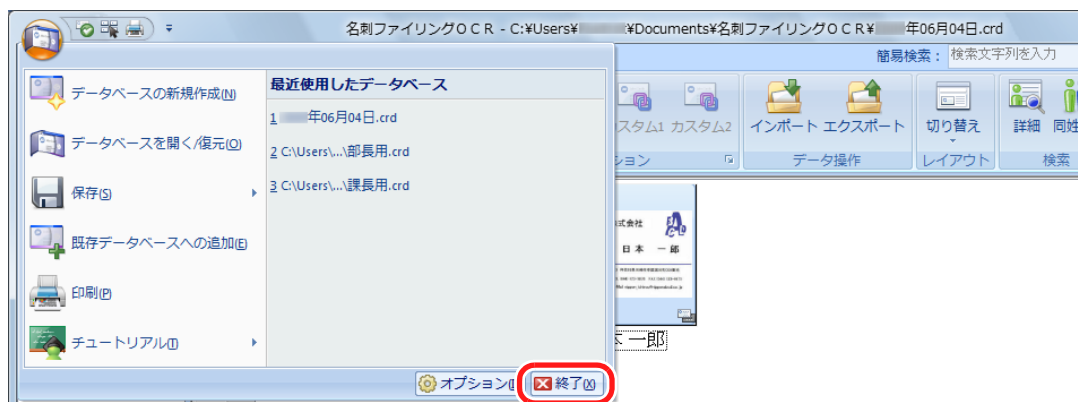 名刺ファイリングOCR - C:¥Users¥ ¥Documents¥名刺ファイリングOCR¥ 年06月04日.crd
簡易検索： 検索文字列を入力
データベースの新規作成(N)
データベースを開く/復元(O)
保存(S)
既存データベースへの追加(E)
印刷(P)
チュートリアル(T)
最近使用したデータベース
1 年06月04日.crd
2 C:\Users\...\部長用.crd
3 C:\Users\...\課長用.crd
オプション(I
終了(X)
スタム1 カスタム2
ション
インポート エクスポート
データ操作
切り替え
レイアウト
詳細 同姓
検索
式会社
日本 一郎
本 一郎